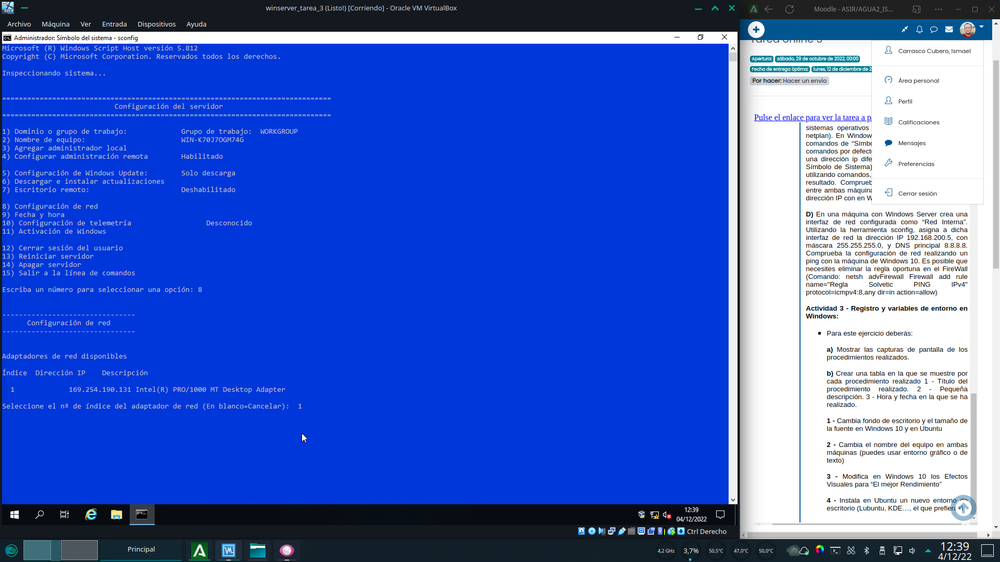 winserver_tarea_3 (Listo!) [Corriendo] - Oracle VM VirtualBox
Archivo Máquina Ver Entrada Dispositivos Ayuda
Administrador: Símbolo del sistema - sconfig
Microsoft (R) Windows Script Host versión 5.812
Copyright (C) Microsoft Corporation. Reservados todos los derechos.
Inspeccionando sistema...
===============================================================================
Configuración del servidor
===============================================================================
1) Dominio o grupo de trabajo: Grupo de trabajo: WORKGROUP
2) Nombre de equipo: WIN-K70J7OGM74G
3) Agregar administrador local
4) Configurar administración remota Habilitado
5) Configuración de Windows Update: Solo descarga
6) Descargar e instalar actualizaciones
7) Escritorio remoto: Deshabilitado
8) Configuración de red
9) Fecha y hora
10) Configuración de telemetría Desconocido
11) Activación de Windows
12) Cerrar sesión del usuario
13) Reiniciar servidor
14) Apagar servidor
15) Salir a la línea de comandos
Escriba un número para seleccionar una opción: 8
--------------------------------
Configuración de red
--------------------------------
Adaptadores de red disponibles
Índice Dirección IP Descripción
1 169.254.190.131 Intel(R) PRO/1000 MT Desktop Adapter
Seleccione el nº de índice del adaptador de red (En blanco=Cancelar): 1
12:39
04/12/2022
Ctrl Derecho
Moodle - ASIR/AGUA2_IS...
Tarea online 3
Apertura: sábado, 29 de octubre de 2022, 00:00
Fecha de entrega óptima: lunes, 12 de diciembre de 2
Por hacer: Hacer un envío
Carrasco Cubero, Ismael
Área personal
Perfil
Calificaciones
Mensajes
Preferencias
Cerrar sesión
Pulse el enlace para ver la tarea a p
sistemas operativos
netplan). En Window
comandos de “Símbo
comandos por defect
una dirección ip dife
Símbolo de Sistema)
utilizando comandos,
resultado. Comprueb
entre ambas máquina
dirección IP con en W
D) En una máquina con Windows Server crea una
interfaz de red configurada como “Red Interna”.
Utilizando la herramienta sconfig, asigna a dicha
interfaz de red la dirección IP 192.168.200.5, con
máscara 255.255.255.0, y DNS principal 8.8.8.8.
Comprueba la configuración de red realizando un
ping con la máquina de Windows 10. Es posible que
necesites eliminar la regla oportuna en el FireWall
(Comando: netsh advFirewall Firewall add rule
name="Regla Solvetic PING IPv4"
protocol=icmpv4:8,any dir=in action=allow)
Actividad 3 - Registro y variables de entorno en
Windows:
Para este ejercicio deberás:
a) Mostrar las capturas de pantalla de los
procedimientos realizados.
b) Crear una tabla en la que se muestre por
cada procedimiento realizado 1 - Título del
procedimiento realizado. 2 - Pequeña
descripción. 3 - Hora y fecha en la que se ha
realizado.
1 - Cambia fondo de escritorio y el tamaño de
la fuente en Windows 10 y en Ubuntu
2 - Cambia el nombre del equipo en ambas
máquinas (puedes usar entorno gráfico o de
texto)
3 - Modifica en Windows 10 los Efectos
Visuales para “El mejor Rendimiento”
4 - Instala en Ubuntu un nuevo entorno de
escritorio (Lubuntu, KDE…, el que prefieras)
Principal
4,2 GHz 3,7% 50,5°C 47,0°C 50,0°C
12:39
4/12/22